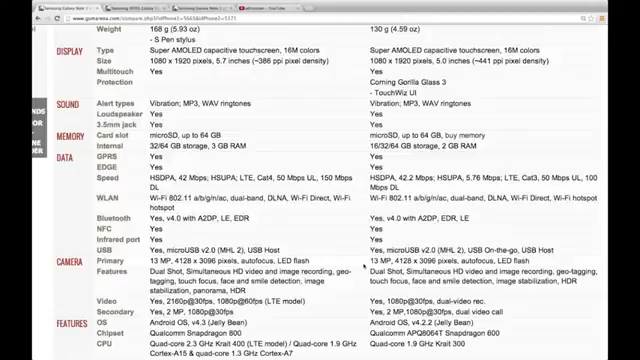 Samsung Galaxy Note
www.gsmarena.com/compare.php3?idPhone1=5665&idPhone2=5371
Weight 168 g (5.93 oz) 130 g (4.59 oz)
- S Pen stylus
DISPLAY Type Super AMOLED capacitive touchscreen, 16M colors Super AMOLED capacitive touchscreen, 16M colors
Size 1080 x 1920 pixels, 5.7 inches (~386 ppi pixel density) 1080 x 1920 pixels, 5.0 inches (~441 ppi pixel density)
Multitouch Yes Yes
Protection Corning Gorilla Glass 3
- TouchWiz UI
SOUND Alert types Vibration; MP3, WAV ringtones Vibration; MP3, WAV ringtones
Loudspeaker Yes Yes
3.5mm jack Yes Yes
MEMORY Card slot microSD, up to 64 GB microSD, up to 64 GB, buy memory
Internal 32/64 GB storage, 3 GB RAM 16/32/64 GB storage, 2 GB RAM
DATA GPRS Yes Yes
EDGE Yes Yes
Speed HSDPA, 42 Mbps; HSUPA; LTE, Cat4, 50 Mbps UL, 150 Mbps DL HSDPA, 42.2 Mbps; HSUPA, 5.76 Mbps; LTE, Cat3, 50 Mbps UL, 100 Mbps DL
WLAN Wi-Fi 802.11 a/b/g/n/ac, dual-band, DLNA, Wi-Fi Direct, Wi-Fi hotspot Wi-Fi 802.11 a/b/g/n/ac, dual-band, DLNA, Wi-Fi Direct, Wi-Fi hotspot
Bluetooth Yes, v4.0 with A2DP, LE, EDR Yes, v4.0 with A2DP, EDR, LE
NFC Yes Yes
Infrared port Yes Yes
USB Yes, microUSB v2.0 (MHL 2), USB Host Yes, microUSB v2.0 (MHL 2), USB On-the-go, USB Host
CAMERA Primary 13 MP, 4128 x 3096 pixels, autofocus, LED flash 13 MP, 4128 x 3096 pixels, autofocus, LED flash
Features Dual Shot, Simultaneous HD video and image recording, geo-tagging, touch focus, face and smile detection, image stabilization, panorama, HDR Dual Shot, Simultaneous HD video and image recording, geo-tagging, touch focus, face and smile detection, image stabilization, HDR
Video Yes, 2160p@30fps, 1080p@60fps (LTE model) Yes, 1080p@30fps, dual-video rec.
Secondary Yes, 2 MP, 1080p@30fps Yes, 2 MP, 1080p@30fps, dual video call
FEATURES OS Android OS, v4.3 (Jelly Bean) Android OS, v4.2.2 (Jelly Bean)
Chipset Qualcomm Snapdragon 800 Qualcomm APQ8064T Snapdragon 600
CPU Quad-core 2.3 GHz Krait 400 (LTE model) / Quad-core 1.9 GHz Cortex-A15 & quad-core 1.3 GHz Cortex-A7 Quad-core 1.9 GHz Krait 300